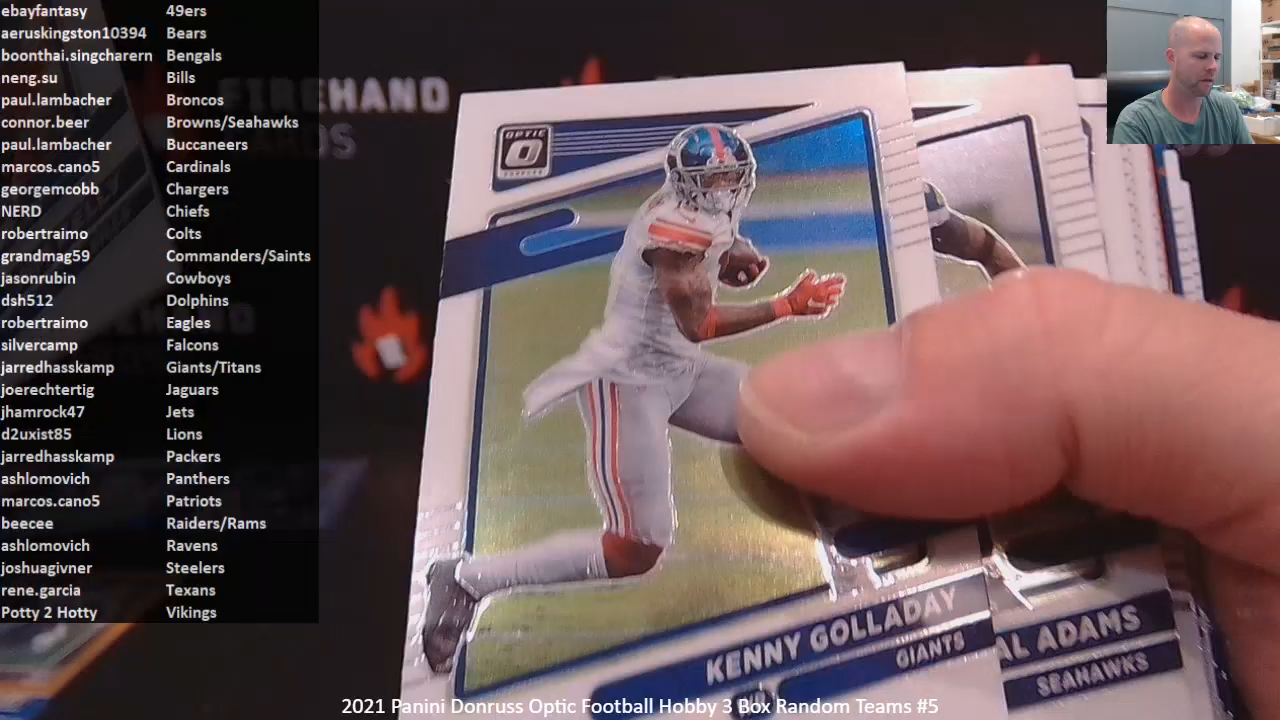 ebayfantasy 49ers
aeruskingston10394 Bears
boonthai.singcharern Bengals
neng.su Bills
paul.lambacher Broncos
connor.beer Browns/Seahawks
paul.lambacher Buccaneers
marcos.cano5 Cardinals
georgemcobb Chargers
NERD Chiefs
robertraimo Colts
grandmag59 Commanders/Saints
jasonrubin Cowboys
dsh512 Dolphins
robertraimo Eagles
silvercamp Falcons
jarredhasskamp Giants/Titans
joerechtertig Jaguars
jhamrock47 Jets
d2uxist85 Lions
jarredhasskamp Packers
ashlomovich Panthers
marcos.cano5 Patriots
beecee Raiders/Rams
ashlomovich Ravens
joshuagivner Steelers
rene.garcia Texans
Potty 2 Hotty Vikings
FIREHAND
OPTIC
KENNY GOLLADAY
GIANTS
AL ADAMS
SEAHAWKS
2021 Panini Donruss Optic Football Hobby 3 Box Random Teams #5